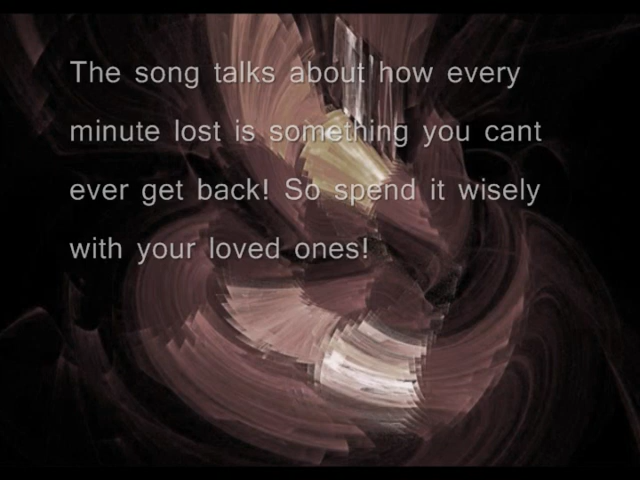 The song talks about how every
minute lost is something you cant
ever get back! So spend it wisely
with your loved ones!